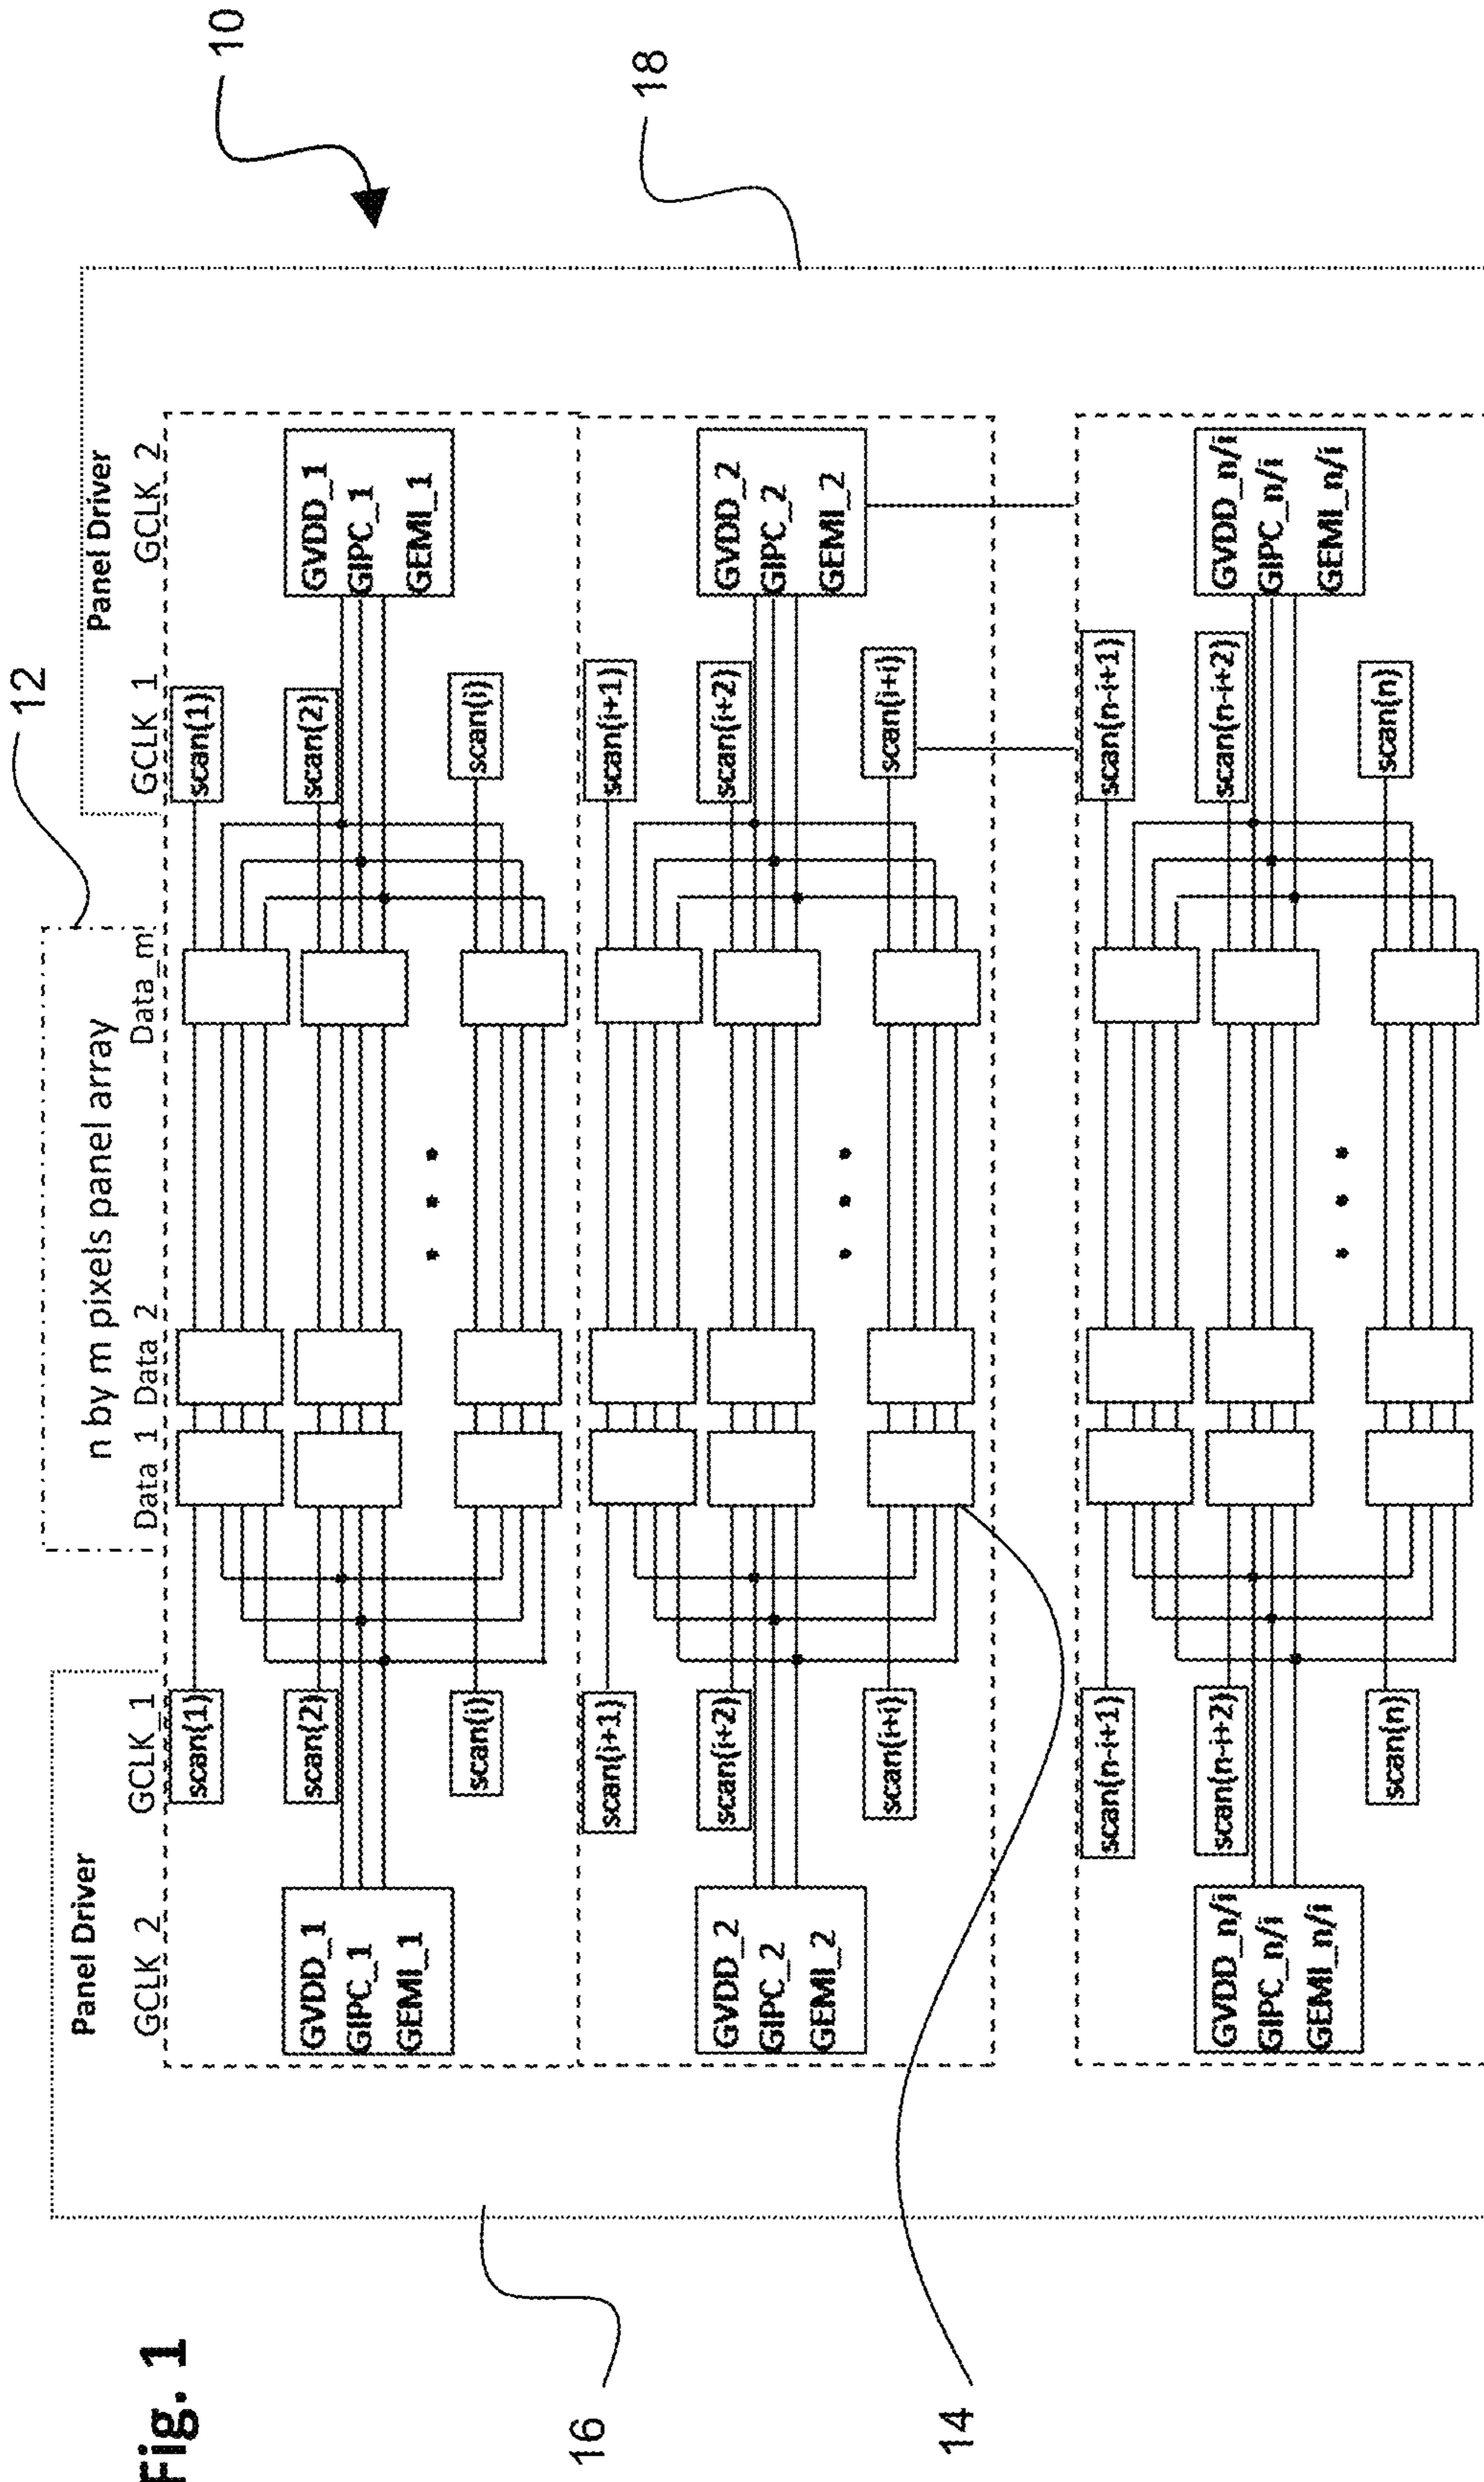 Fig. 1
10
12
18
16
14
Panel Driver
n by m pixels panel array
Panel Driver
GCLK_2
GCLK_1
Data_1
Data_2
Data_m
GCLK_1
GCLK_2
scan(1)
scan(1)
GVDD_1
GIPC_1
GEMI_1
scan(2)
scan(2)
GVDD_1
GIPC_1
GEMI_1
scan(i)
• • •
scan(i)
scan(i+1)
scan(i+1)
GVDD_2
GIPC_2
GEMI_2
scan(i+2)
scan(i+2)
GVDD_2
GIPC_2
GEMI_2
scan(i+i)
• • •
scan(i+i)
scan(n-i+1)
scan(n-i+1)
GVDD_n/i
GIPC_n/i
GEMI_n/i
scan(n-i+2)
scan(n-i+2)
GVDD_n/i
GIPC_n/i
GEMI_n/i
scan(n)
• • •
scan(n)